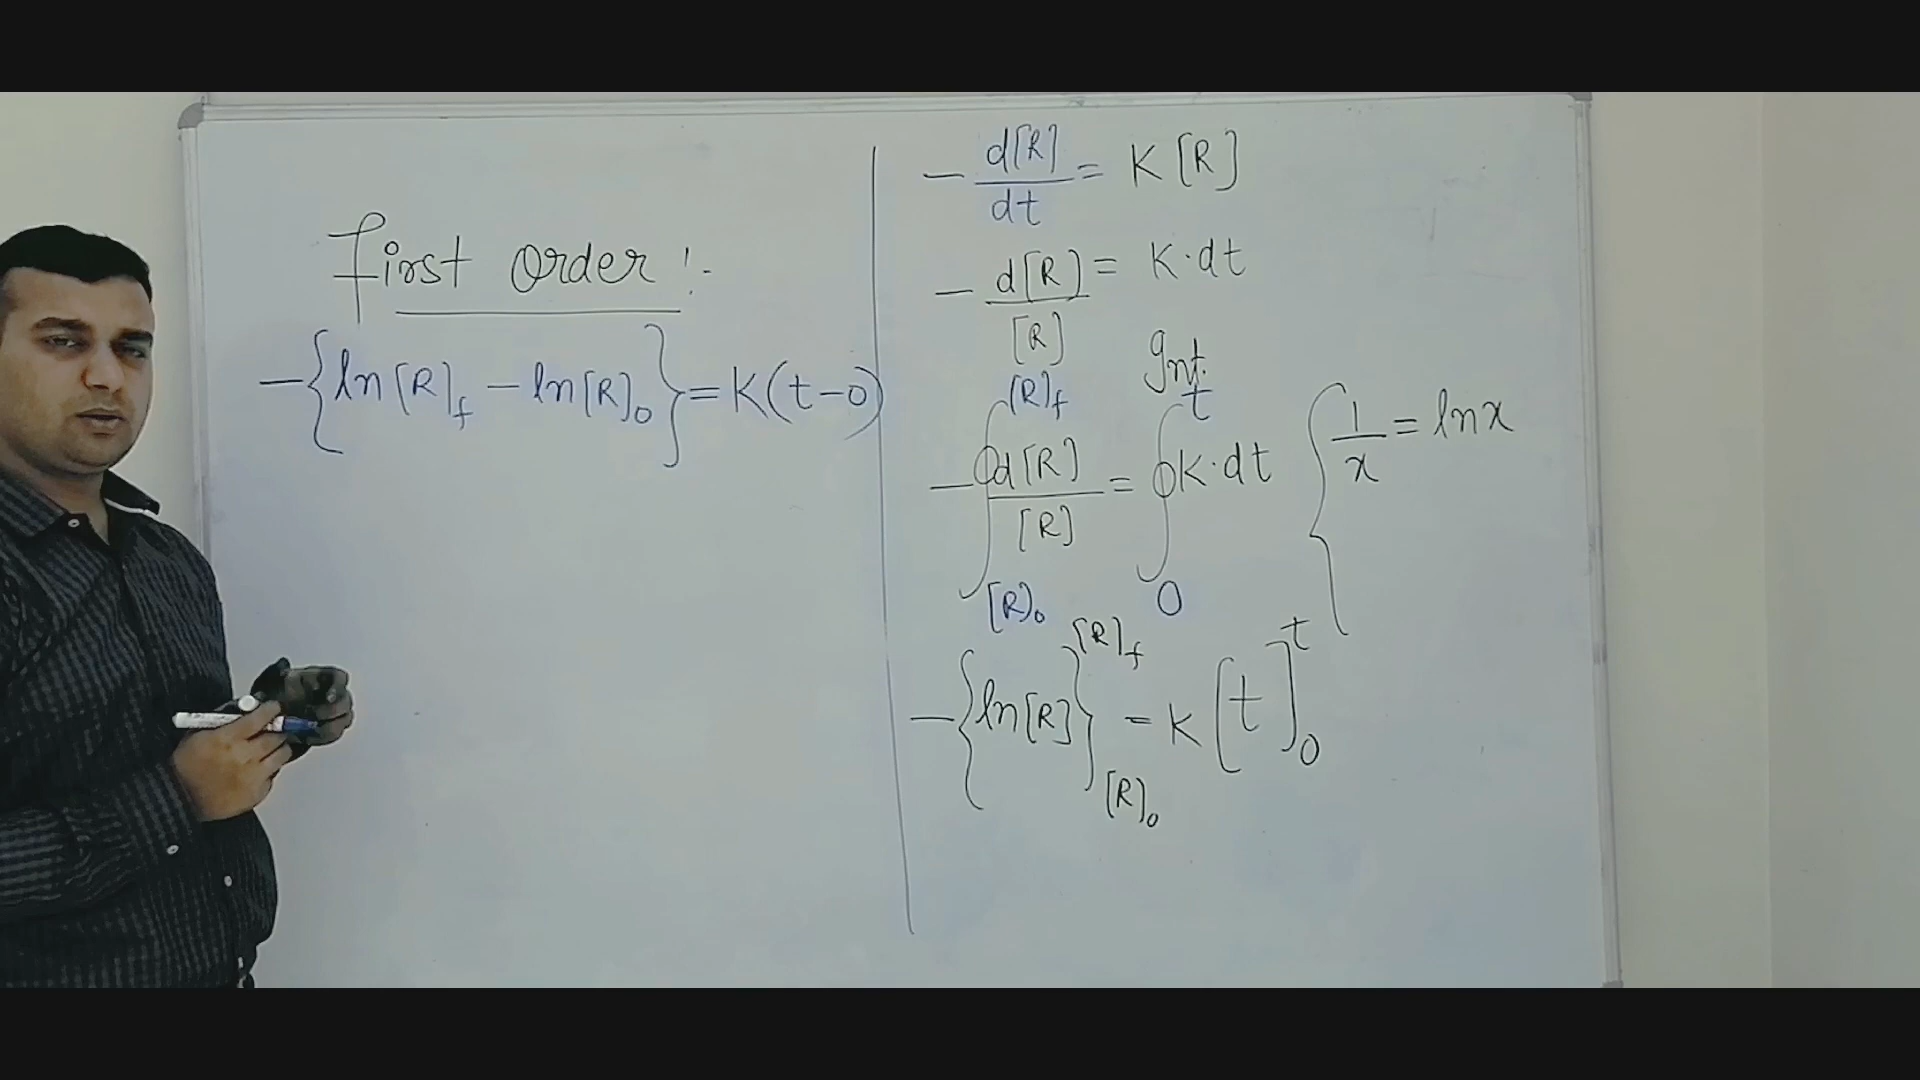 First Order :-
-{ln[R]f - ln[R]0} = K(t-0)
- d[R]/dt = K[R]
- d[R]/[R] = K·dt
Int.
- ∫[R]0^[R]f d[R]/[R] = ∫0^t K·dt
∫ 1/x = ln x
-{ln[R]}[R]0^[R]f = K[t]0^t